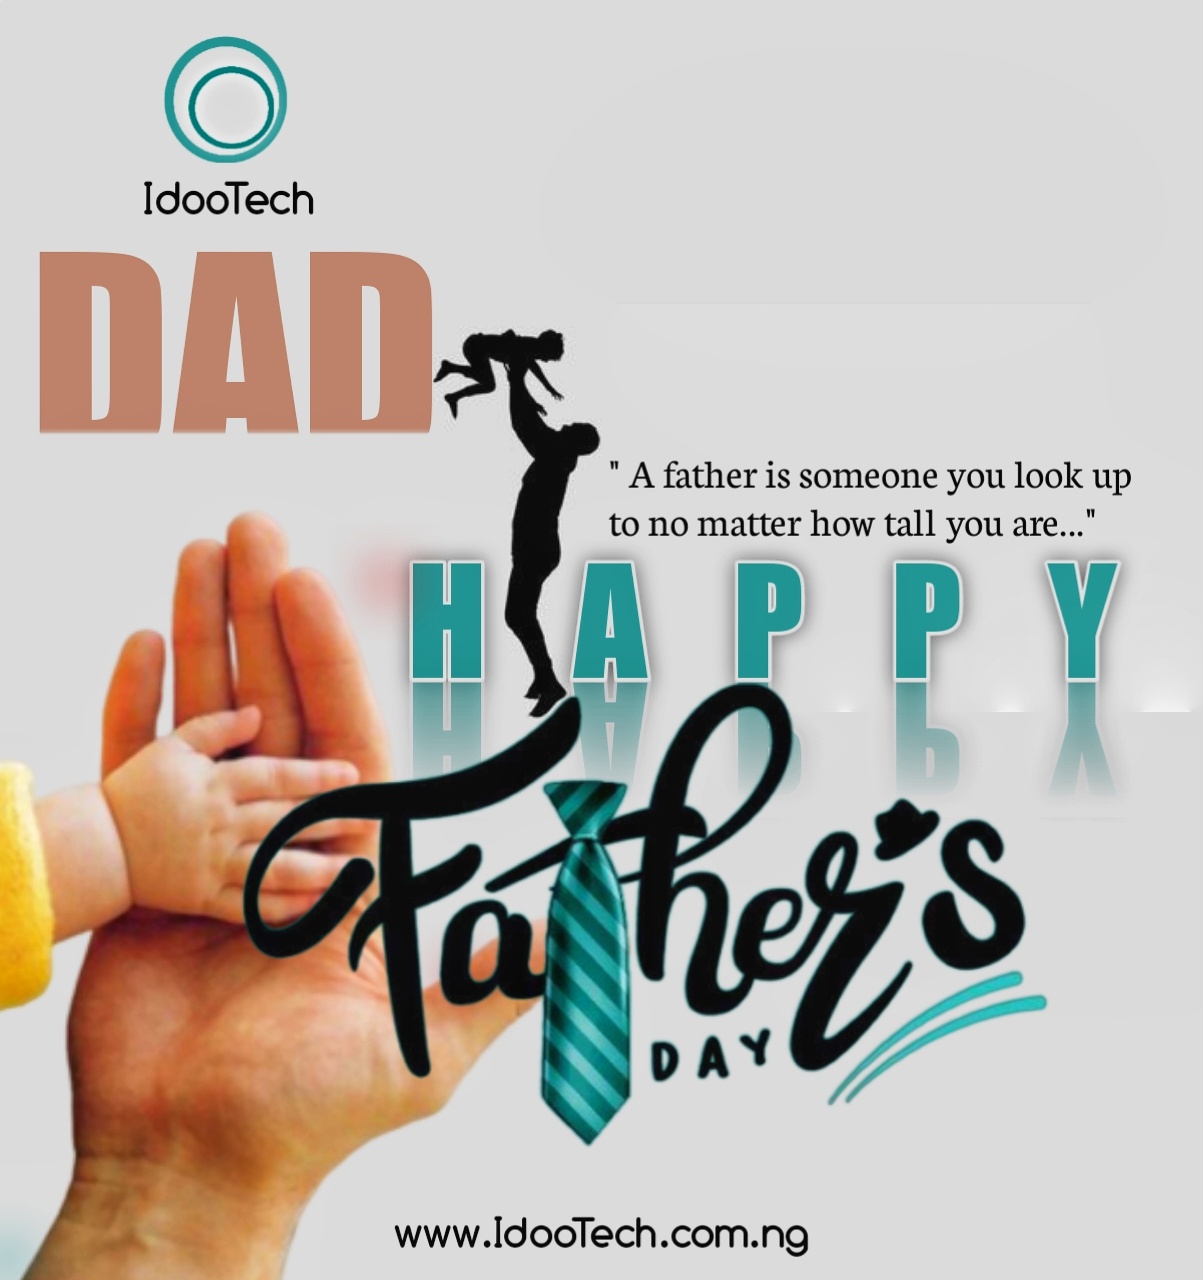 IdooTech
DAD
" A father is someone you look up
to no matter how tall you are..."
HAPPY
Father's
DAY
www.IdooTech.com.ng